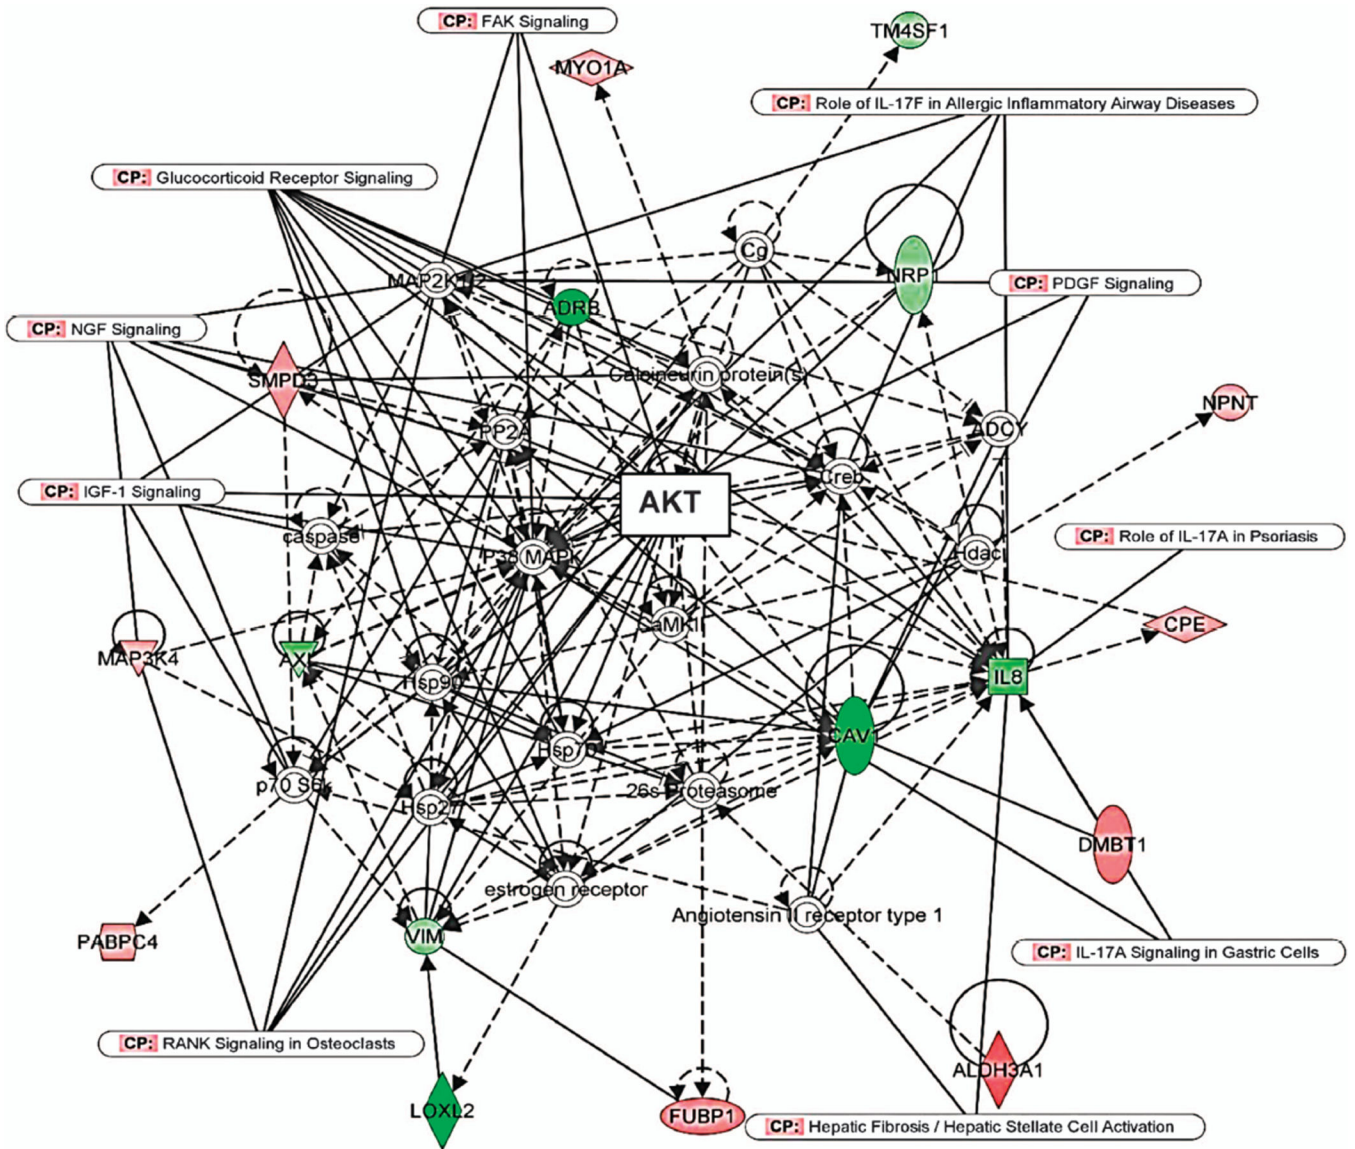 CP: FAK Signaling
TM4SF1
MYO1A
CP: Role of IL-17F in Allergic Inflammatory Airway Diseases
CP: Glucocorticoid Receptor Signaling
Cg
NRP1
MAP2K1/2
CP: PDGF Signaling
ADRB
CP: NGF Signaling
SMPD3
Calcineurin protein(s)
NPNT
PP2A
ADCY
Creb
CP: IGF-1 Signaling
AKT
caspase
CP: Role of IL-17A in Psoriasis
P38 MAPK
Hdac
CaMKII
CPE
MAP3K4
AXL
Hsp90
IL8
CAV1
Hsp70
p70 S6k
26s Proteasome
Hsp27
DMBT1
estrogen receptor
Angiotensin II receptor type 1
PABPC4
VIM
CP: IL-17A Signaling in Gastric Cells
CP: RANK Signaling in Osteoclasts
ALDH3A1
LOXL2
FUBP1
CP: Hepatic Fibrosis / Hepatic Stellate Cell Activation